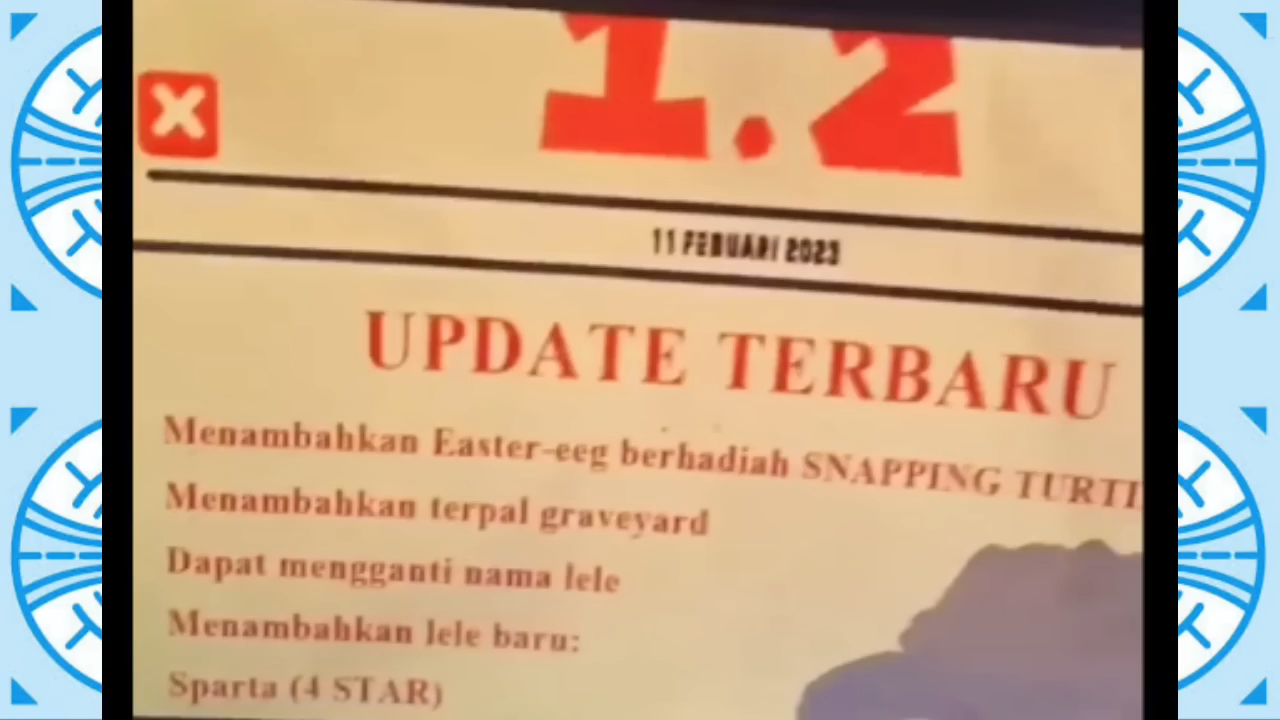 1.2
11 FEBUARI 2023
UPDATE TERBARU
Menambahkan Easter-eeg berhadiah SNAPPING
Menambahkan terpal graveyard
Dapat mengganti nama lele
Menambahkan lele baru:
Sparta (4 STAR)